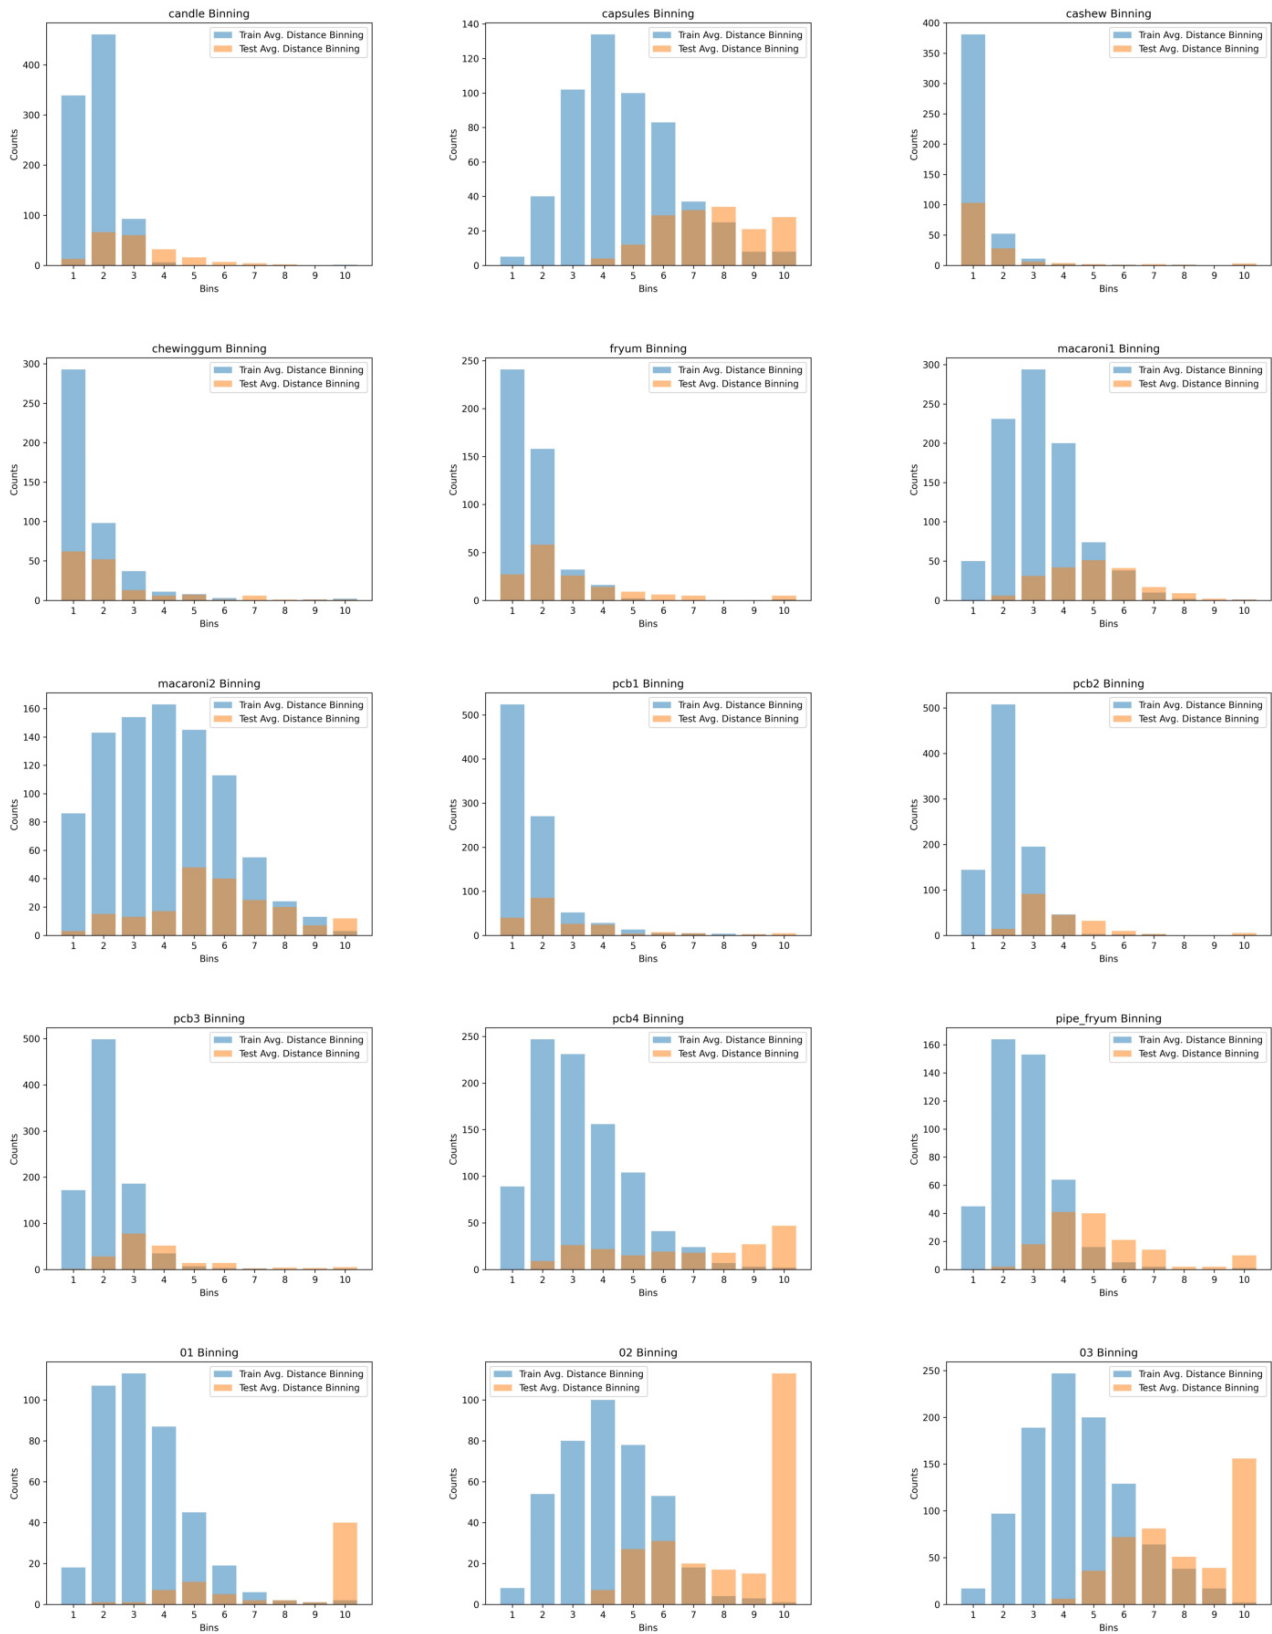 candle Binning
Train Avg. Distance Binning
Test Avg. Distance Binning
Counts
400
300
200
100
0
1 2 3 4 5 6 7 8 9 10
Bins
capsules Binning
Train Avg. Distance Binning
Test Avg. Distance Binning
Counts
140
120
100
80
60
40
20
0
1 2 3 4 5 6 7 8 9 10
Bins
cashew Binning
Train Avg. Distance Binning
Test Avg. Distance Binning
Counts
400
350
300
250
200
150
100
50
0
1 2 3 4 5 6 7 8 9 10
Bins
chewinggum Binning
Train Avg. Distance Binning
Test Avg. Distance Binning
Counts
300
250
200
150
100
50
0
1 2 3 4 5 6 7 8 9 10
Bins
fryum Binning
Train Avg. Distance Binning
Test Avg. Distance Binning
Counts
250
200
150
100
50
0
1 2 3 4 5 6 7 8 9 10
Bins
macaroni1 Binning
Train Avg. Distance Binning
Test Avg. Distance Binning
Counts
300
250
200
150
100
50
0
1 2 3 4 5 6 7 8 9 10
Bins
macaroni2 Binning
Train Avg. Distance Binning
Test Avg. Distance Binning
Counts
160
140
120
100
80
60
40
20
0
1 2 3 4 5 6 7 8 9 10
Bins
pcb1 Binning
Train Avg. Distance Binning
Test Avg. Distance Binning
Counts
500
400
300
200
100
0
1 2 3 4 5 6 7 8 9 10
Bins
pcb2 Binning
Train Avg. Distance Binning
Test Avg. Distance Binning
Counts
500
400
300
200
100
0
1 2 3 4 5 6 7 8 9 10
Bins
pcb3 Binning
Train Avg. Distance Binning
Test Avg. Distance Binning
Counts
500
400
300
200
100
0
1 2 3 4 5 6 7 8 9 10
Bins
pcb4 Binning
Train Avg. Distance Binning
Test Avg. Distance Binning
Counts
250
200
150
100
50
0
1 2 3 4 5 6 7 8 9 10
Bins
pipe_fryum Binning
Train Avg. Distance Binning
Test Avg. Distance Binning
Counts
160
140
120
100
80
60
40
20
0
1 2 3 4 5 6 7 8 9 10
Bins
01 Binning
Train Avg. Distance Binning
Test Avg. Distance Binning
Counts
100
80
60
40
20
0
1 2 3 4 5 6 7 8 9 10
Bins
02 Binning
Train Avg. Distance Binning
Test Avg. Distance Binning
Counts
100
80
60
40
20
0
1 2 3 4 5 6 7 8 9 10
Bins
03 Binning
Train Avg. Distance Binning
Test Avg. Distance Binning
Counts
250
200
150
100
50
0
1 2 3 4 5 6 7 8 9 10
Bins